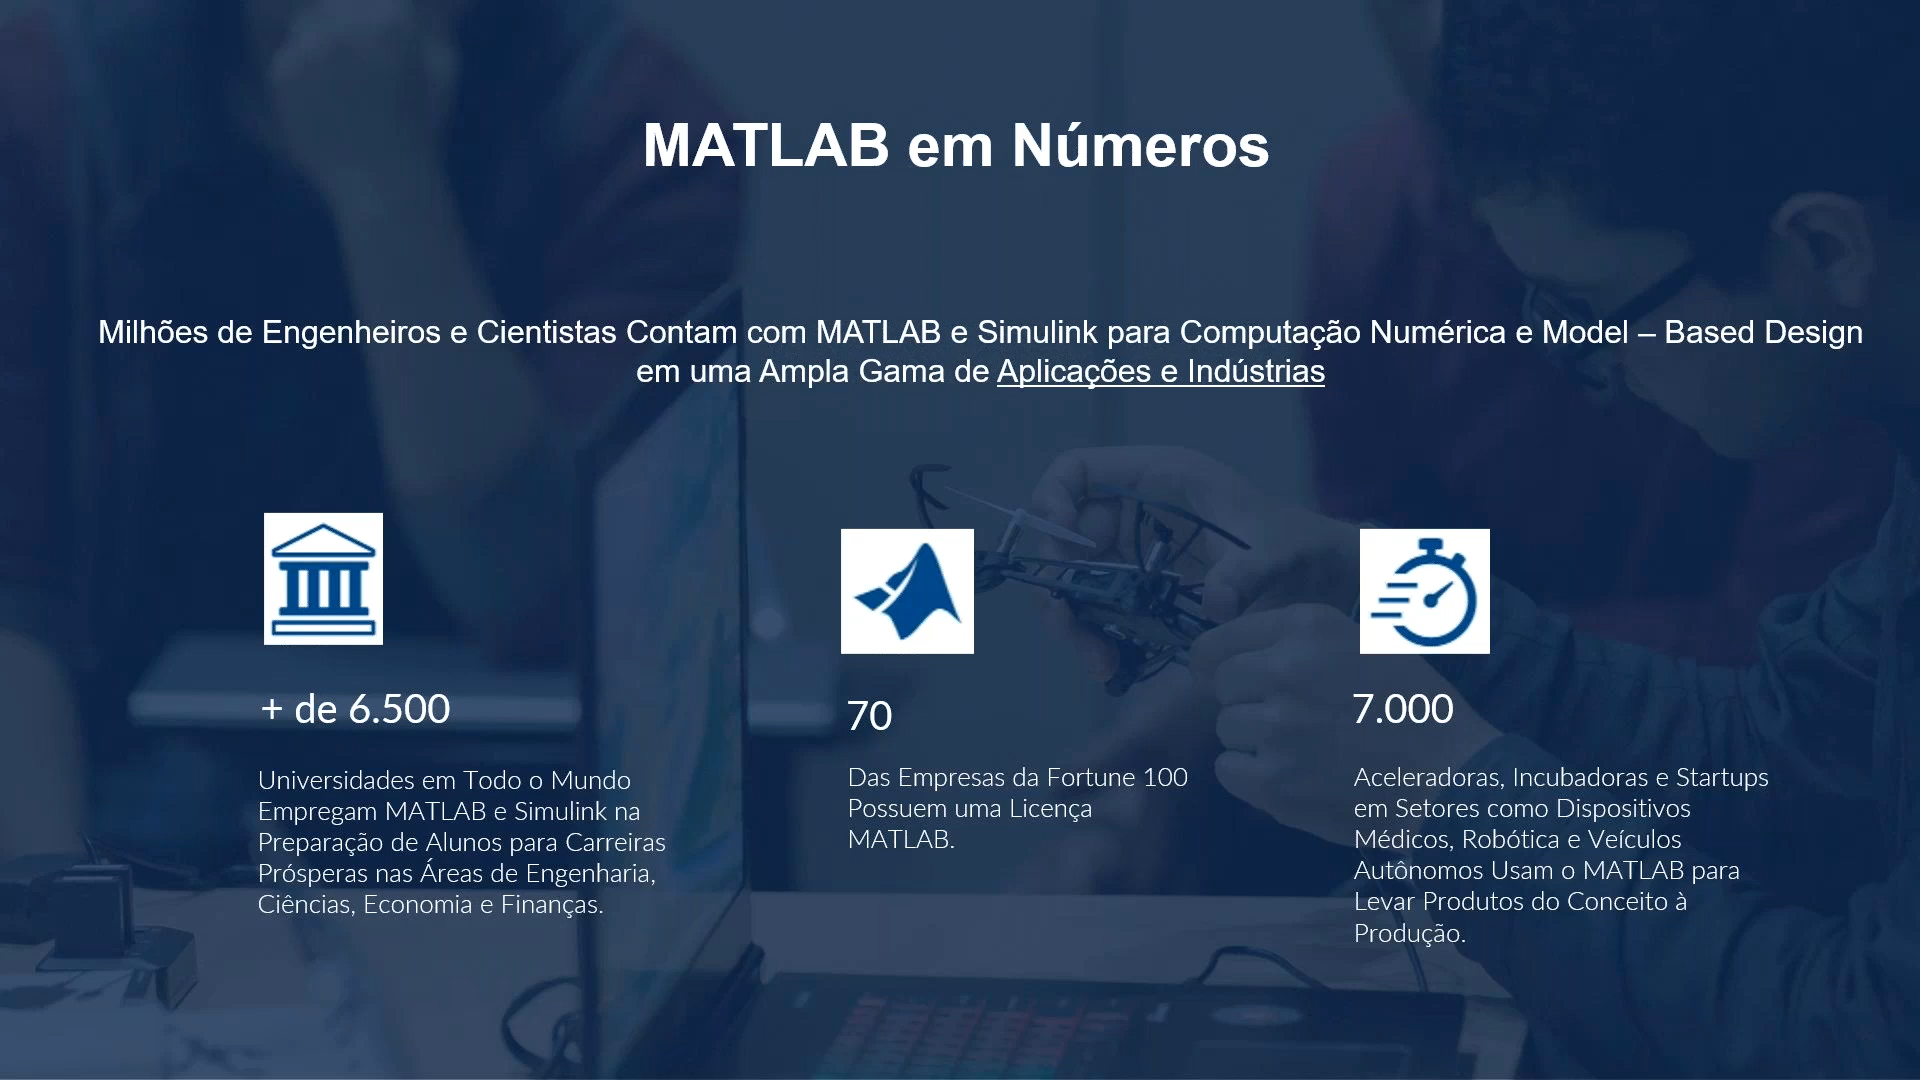 MATLAB em Números
Milhões de Engenheiros e Cientistas Contam com MATLAB e Simulink para Computação Numérica e Model – Based Design
em uma Ampla Gama de Aplicações e Indústrias
+ de 6.500
Universidades em Todo o Mundo
Empregam MATLAB e Simulink na
Preparação de Alunos para Carreiras
Prósperas nas Áreas de Engenharia,
Ciências, Economia e Finanças.
70
Das Empresas da Fortune 100
Possuem uma Licença
MATLAB.
7.000
Aceleradoras, Incubadoras e Startups
em Setores como Dispositivos
Médicos, Robótica e Veículos
Autônomos Usam o MATLAB para
Levar Produtos do Conceito à
Produção.